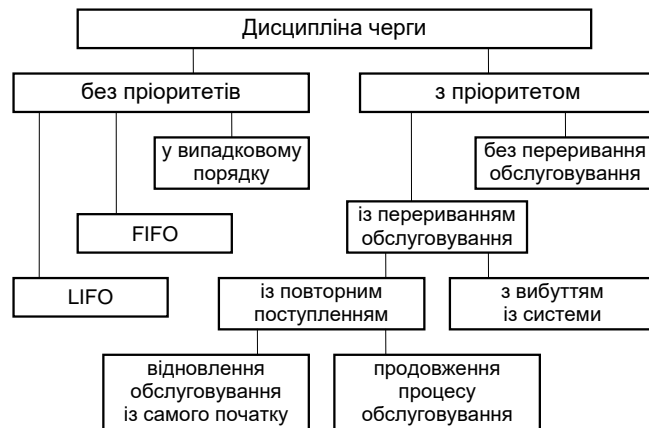 Дисципліна черги
без пріоритетів
з пріоритетом
у випадковому
порядку
без переривання
обслуговування
FIFO
із перериванням
обслуговування
LIFO
із повторним
поступленням
з вибуттям
із системи
відновлення
обслуговування
із самого початку
продовження
процесу
обслуговування